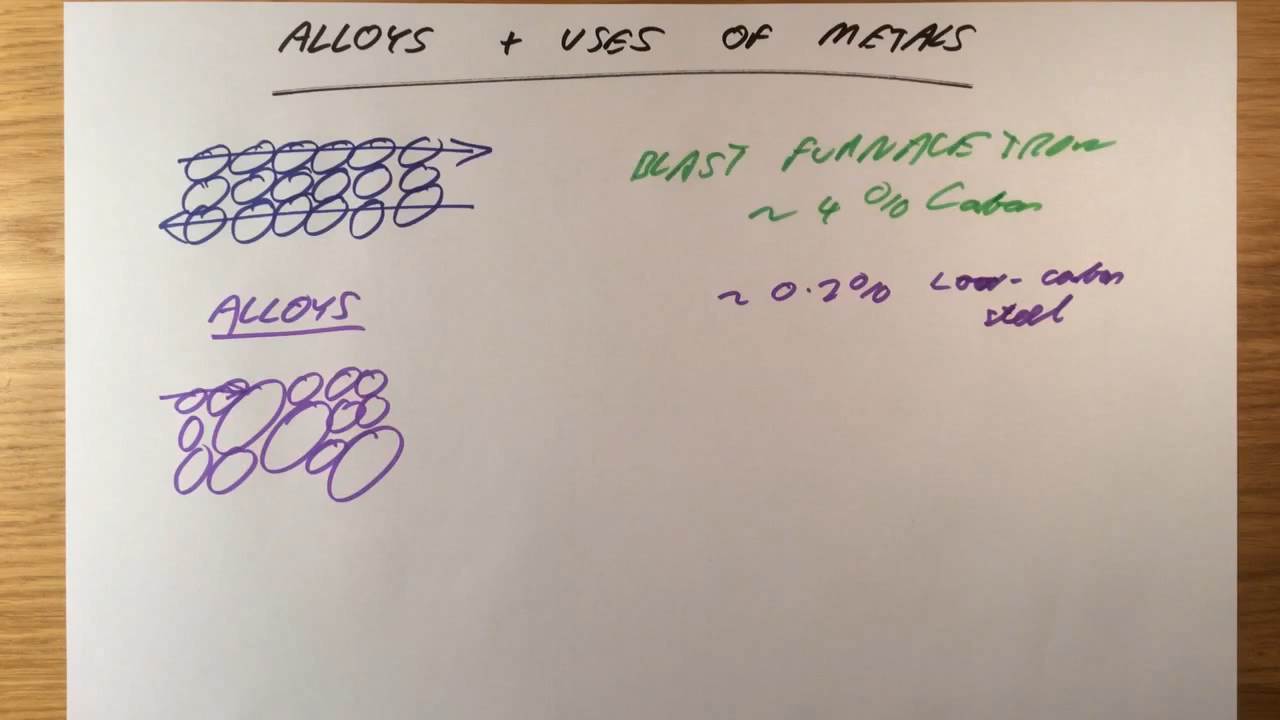 ALLOYS + USES OF METALS
BLAST FURNACE IRON
~ 4 % Carbon
~ 0.2% Low-carbon
steel
ALLOYS